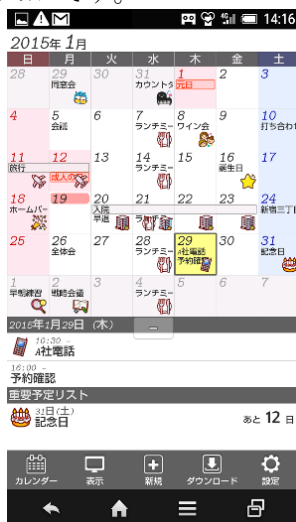 14:16
2015年 1月
日 月 火 水 木 金 土
28 29 30 31 1 2 3
同窓会 カウントダ 元日
4 5 6 7 8 9 10
会議 ランチミー ワイン会 打ち合わ
11 12 13 14 15 16 17
旅行 成人の ランチミー 誕生日
18 19 20 21 22 23 24
ホームパー 入院 新宿三丁
早退
25 26 27 28 29 30 31
全体会 ランチミー A社電話 記念日
予約確認
1 2 3 4 5 6 7
早朝練習 戦略会議 ランチミー
2015年1月29日 (木)
10:30 -
A社電話
16:00 -
予約確認
重要予定リスト
31日(土)
記念日 あと 12 日
カレンダー 表示 新規 ダウンロード 設定